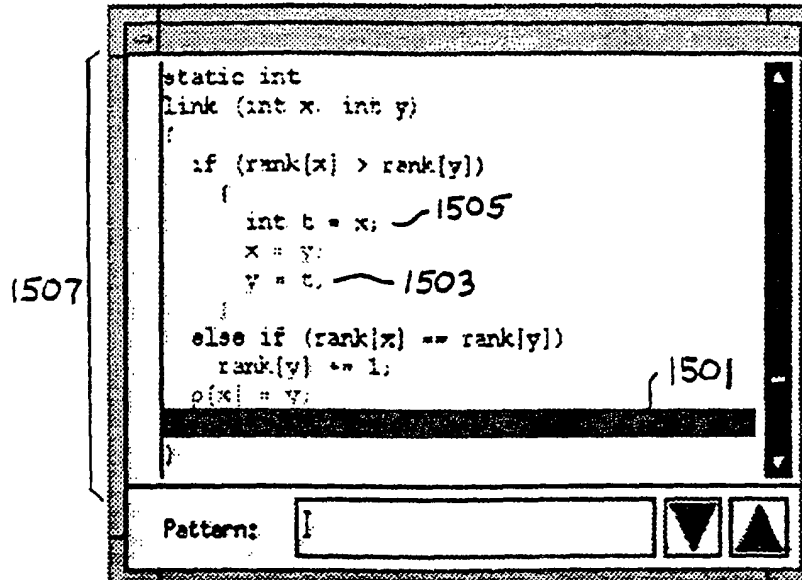 static int
link (int x, int y)
{
if (rank[x] > rank[y])
{
int t = x; 1505
x = y;
y = t; 1503
}
1507
else if (rank[x] == rank[y])
rank[y] += 1;
1501
p[x] = y;
}
Pattern: